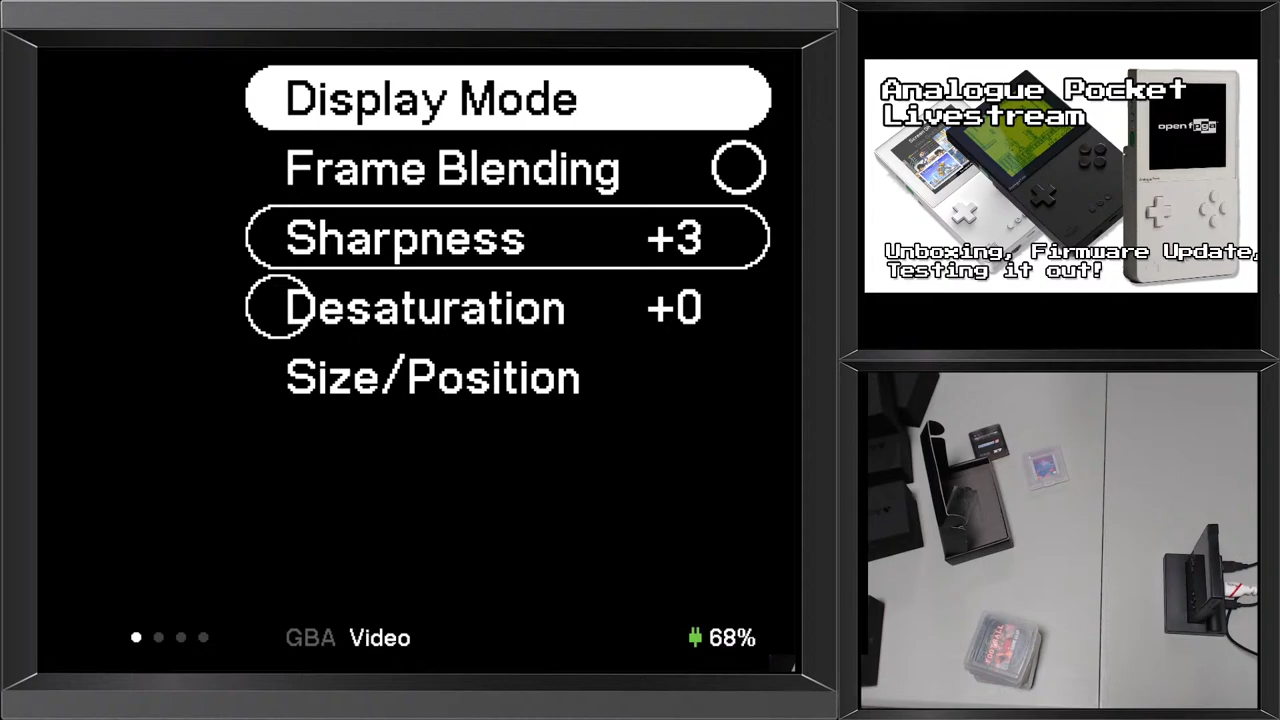 Display Mode
Frame Blending
Sharpness +3
Desaturation +0
Size/Position
GBA Video
68%
Analogue Pocket
Livestream
openfpga
Unboxing, Firmware Update,
Testing it out!